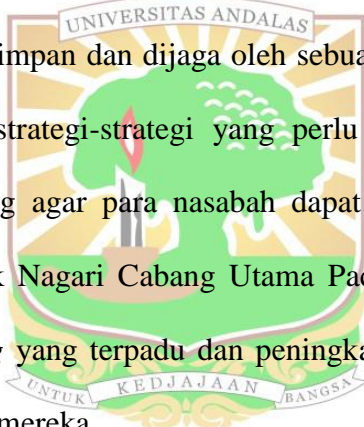 UNIVERSITAS ANDALAS
impan dan dijaga oleh sebua
strategi-strategi yang perlu
g agar para nasabah dapat
k Nagari Cabang Utama Pad
yang terpadu dan peningka
UNTUK KEDJAJAAN BANGSA
mereka